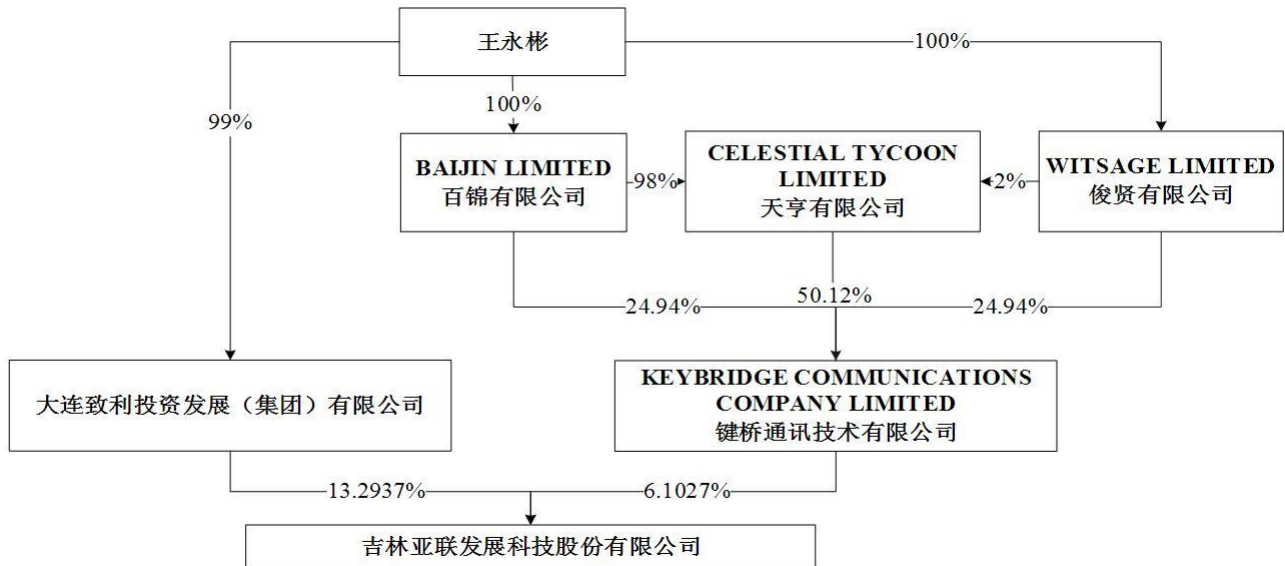 王永彬
100%
100%
99%
BAIJIN LIMITED
百锦有限公司
98%
CELESTIAL TYCOON
LIMITED
天亨有限公司
2%
WITSAGE LIMITED
俊贤有限公司
24.94%
50.12%
24.94%
大连致利投资发展（集团）有限公司
KEYBRIDGE COMMUNICATIONS
COMPANY LIMITED
键桥通讯技术有限公司
13.2937%
6.1027%
吉林亚联发展科技股份有限公司